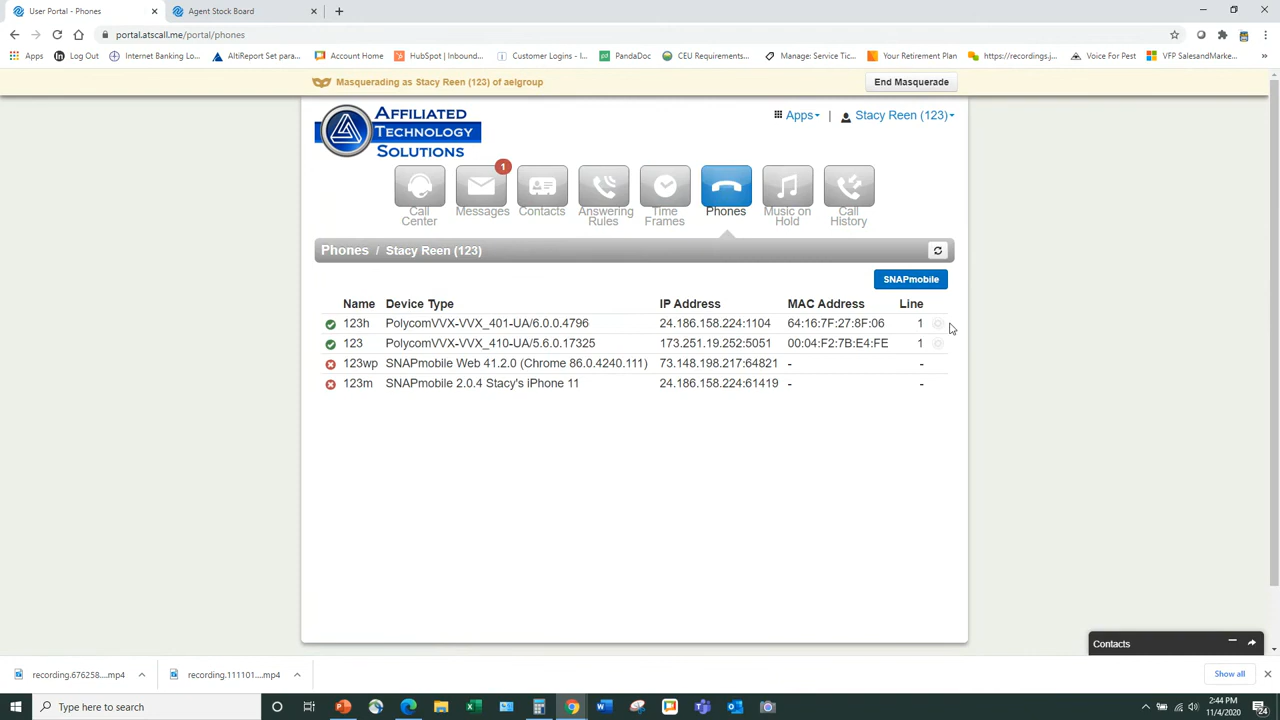 User Portal - Phones
Agent Stock Board
portal.atscall.me/portal/phones
Apps
Log Out
Internet Banking Lo...
AltiReport Set para...
Account Home
HubSpot | Inbound...
Customer Logins - L...
PandaDoc
CEU Requirements...
Manage: Service Tic...
Your Retirement Plan
https://recordings.j...
Voice For Pest
VFP SalesandMarke...
Masquerading as Stacy Reen (123) of aelgroup
End Masquerade
AFFILIATED
TECHNOLOGY
SOLUTIONS
Apps
|
Stacy Reen (123)
1
Call
Center
Messages
Contacts
Answering
Rules
Time
Frames
Phones
Music on
Hold
Call
History
Phones / Stacy Reen (123)
SNAPmobile
Name Device Type IP Address MAC Address Line
123h PolycomVVX-VVX_401-UA/6.0.0.4796 24.186.158.224:1104 64:16:7F:27:8F:06 1
123 PolycomVVX-VVX_410-UA/5.6.0.17325 173.251.19.252:5051 00:04:F2:7B:E4:FE 1
123wp SNAPmobile Web 41.2.0 (Chrome 86.0.4240.111) 73.148.198.217:64821 - -
123m SNAPmobile 2.0.4 Stacy's iPhone 11 24.186.158.224:61419 - -
Contacts
recording.676258....mp4
recording.111101....mp4
Show all
Type here to search
2:44 PM
11/4/2020
24